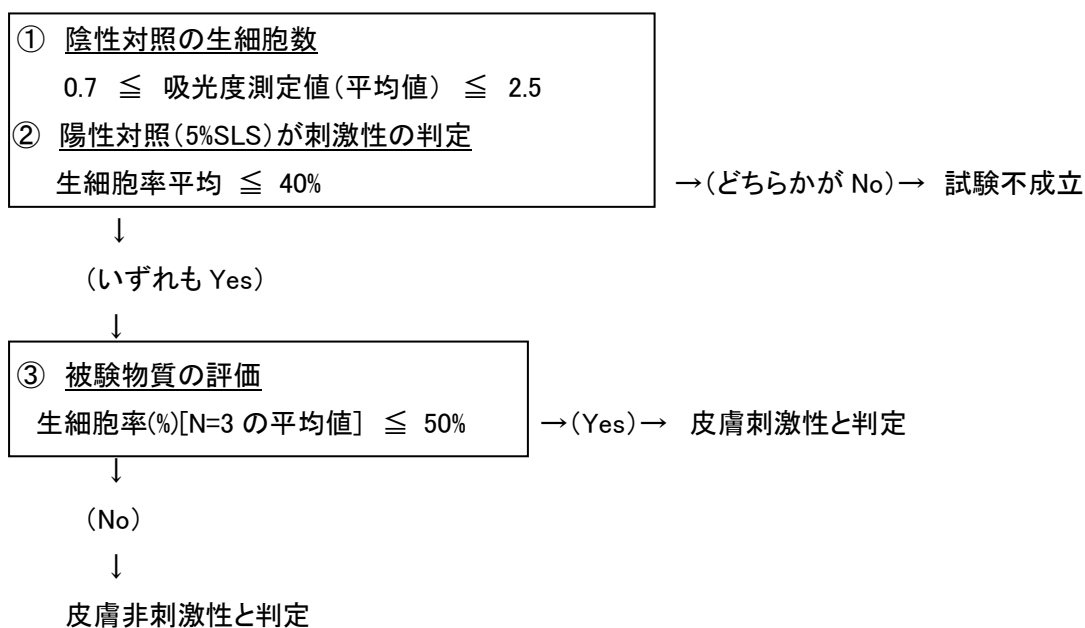 ① 陰性対照の生細胞数
0.7 ≦ 吸光度測定値(平均値) ≦ 2.5
② 陽性対照(5%SLS)が刺激性の判定
生細胞率平均 ≦ 40%
→(どちらかが No)→ 試験不成立
↓
(いずれも Yes)
↓
③ 被験物質の評価
生細胞率(%)[N=3 の平均値] ≦ 50%
→(Yes)→ 皮膚刺激性と判定
↓
(No)
↓
皮膚非刺激性と判定